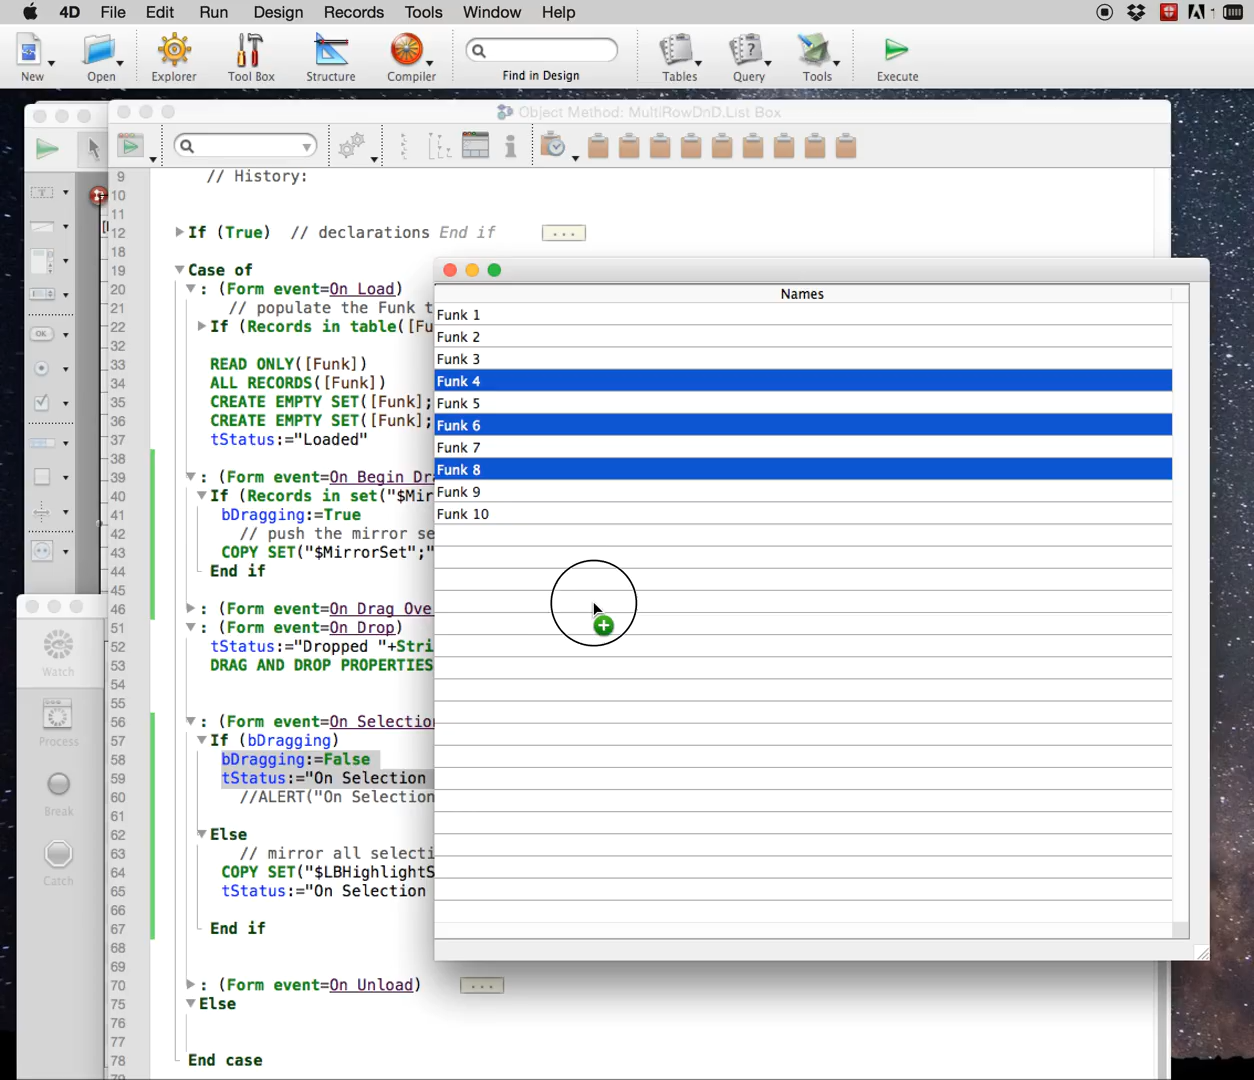 4D File Edit Run Design Records Tools Window Help
New Open Explorer Tool Box Structure Compiler Find in Design Tables Query Tools Execute
Object Method: MultiRowDnD.List Box
9 // History:
10
11
12 If (True) // declarations End if ...
18
19 Case of
20 : (Form event=On Load)
21 // populate the Funk t
22 If (Records in table([Fu
32
33 READ ONLY([Funk])
34 ALL RECORDS([Funk])
35 CREATE EMPTY SET([Funk];
36 CREATE EMPTY SET([Funk];
37 tStatus:="Loaded"
38
39 : (Form event=On Begin Dra
40 If (Records in set("$Mir
41 bDragging:=True
42 // push the mirror se
43 COPY SET("$MirrorSet";"
44 End if
45
46 : (Form event=On Drag Ove
51 : (Form event=On Drop)
52 tStatus:="Dropped "+Stri
53 DRAG AND DROP PROPERTIES
54
55
56 : (Form event=On Selection
57 If (bDragging)
58 bDragging:=False
59 tStatus:="On Selection
60 //ALERT("On Selection
61
62 Else
63 // mirror all selecti
64 COPY SET("$LBHighlightS
65 tStatus:="On Selection
66
67 End if
68
69
70 : (Form event=On Unload) ...
75 Else
76
77
78 End case
79
Names
Funk 1
Funk 2
Funk 3
Funk 4
Funk 5
Funk 6
Funk 7
Funk 8
Funk 9
Funk 10
OK
Watch
Process
Break
Catch